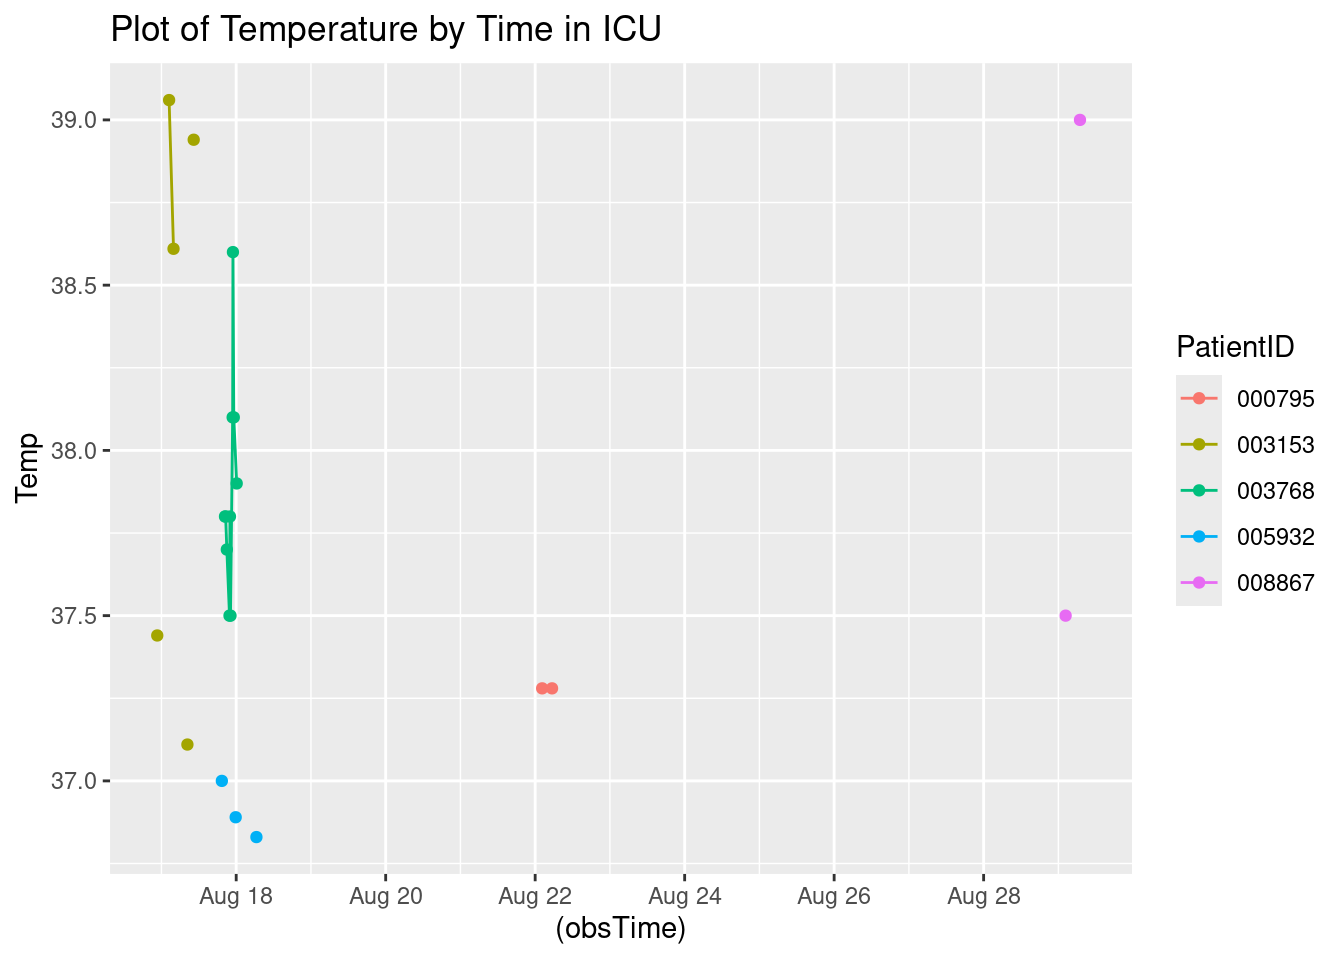 Plot of Temperature by Time in ICU
39.0
38.5
38.0
37.5
37.0
Temp
Aug 18 Aug 20 Aug 22 Aug 24 Aug 26 Aug 28
(obsTime)
PatientID
000795
003153
003768
005932
008867